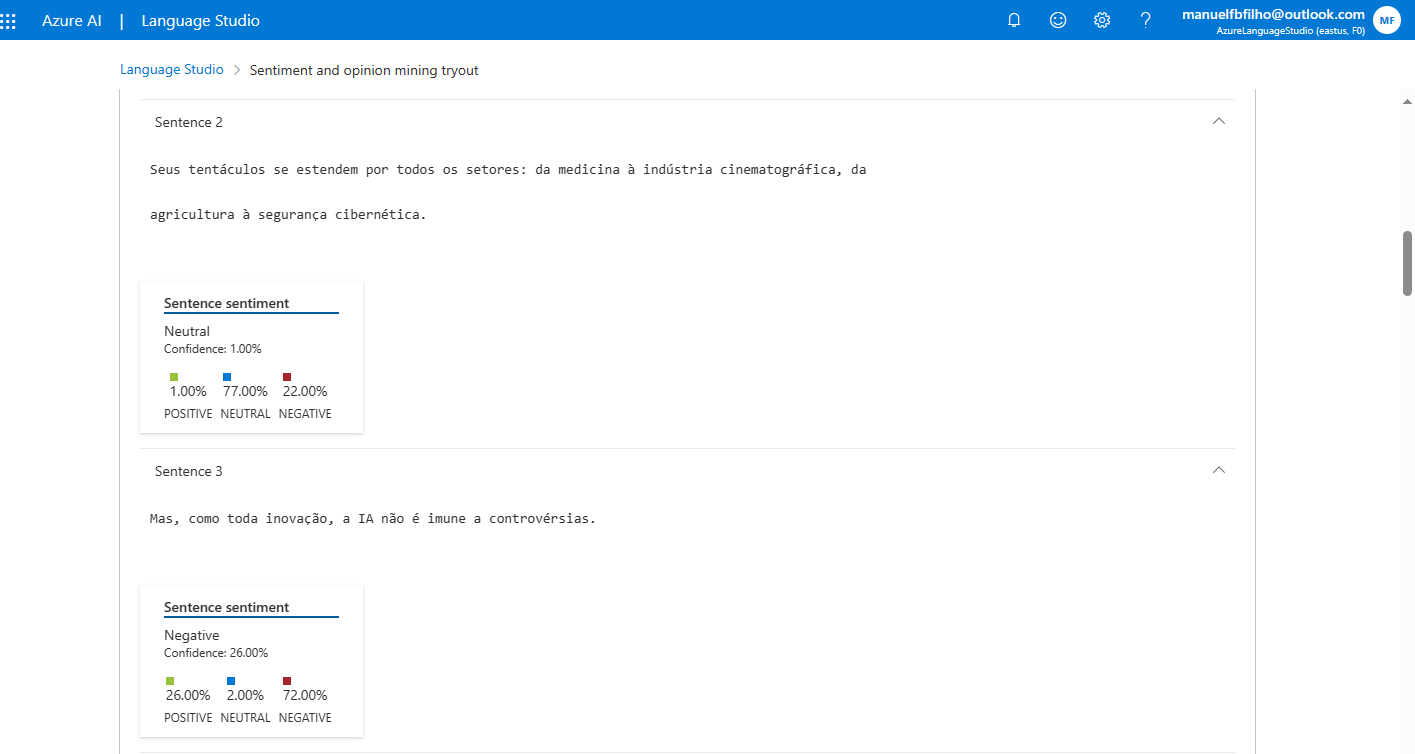 Azure AI | Language Studio
manuelfbfilho@outlook.com
AzureLanguageStudio (eastus, F0)
MF
Language Studio > Sentiment and opinion mining tryout
Sentence 2
Seus tentáculos se estendem por todos os setores: da medicina à indústria cinematográfica, da
agricultura à segurança cibernética.
Sentence sentiment
Neutral
Confidence: 1.00%
1.00% 77.00% 22.00%
POSITIVE NEUTRAL NEGATIVE
Sentence 3
Mas, como toda inovação, a IA não é imune a controvérsias.
Sentence sentiment
Negative
Confidence: 26.00%
26.00% 2.00% 72.00%
POSITIVE NEUTRAL NEGATIVE